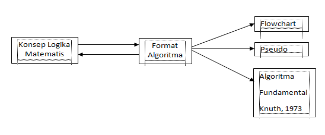 Konsep Logika
Matematis
Format
Algoritma
Flowchart
Pseudo
Algoritma
Fundamental
Knuth, 1973